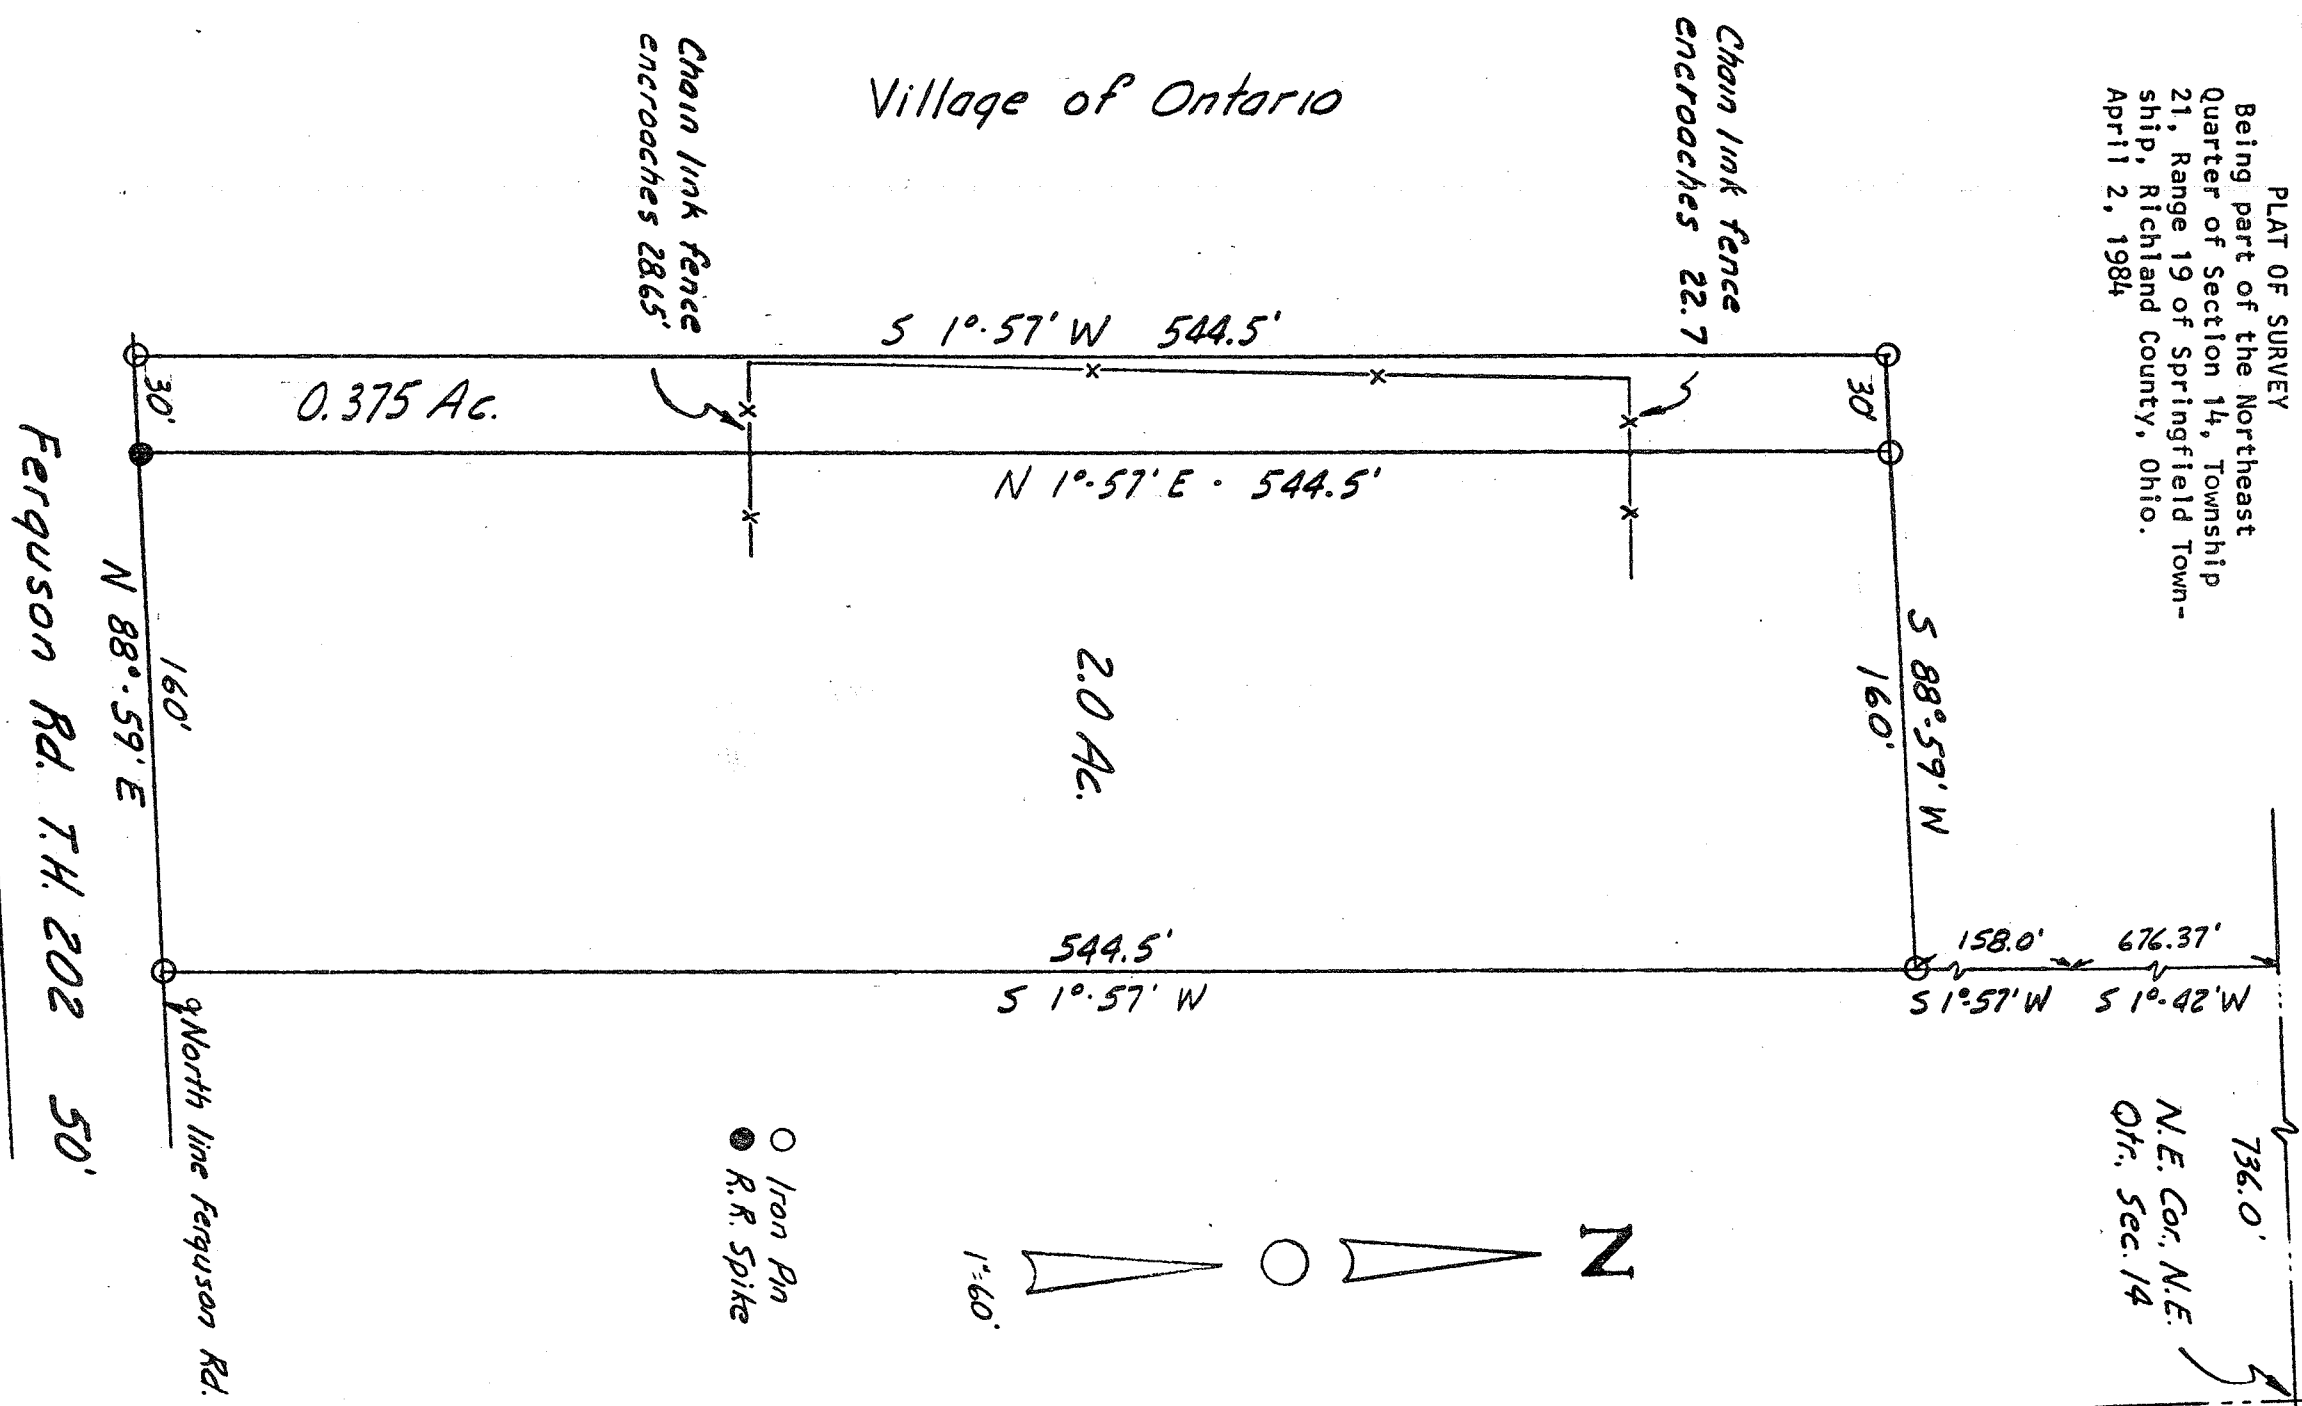 PLAT OF SURVEY
Being part of the Northeast
Quarter of Section 14, Township
21, Range 19 of Springfield Town-
ship, Richland County, Ohio.
April 2, 1984
736.0'
N.E. Cor., N.E.
Qtr., Sec. 14
676.37'
S 1°-42' W
158.0'
S 1°-57' W
Chain link fence
encroaches 22.7
30'
S 88°-59' W
160'
Village of Ontario
S 1°-57' W 544.5'
N 1°-57' E - 544.5'
2.0 Ac.
544.5'
S 1°-57' W
Chain link fence
encroaches 28.65'
0.375 Ac.
30'
160'
N 88°-59' E
Ferguson Rd. T.H. 202 50'
North line Ferguson Rd.
Iron Pin
R.R. Spike
N
1"=60'